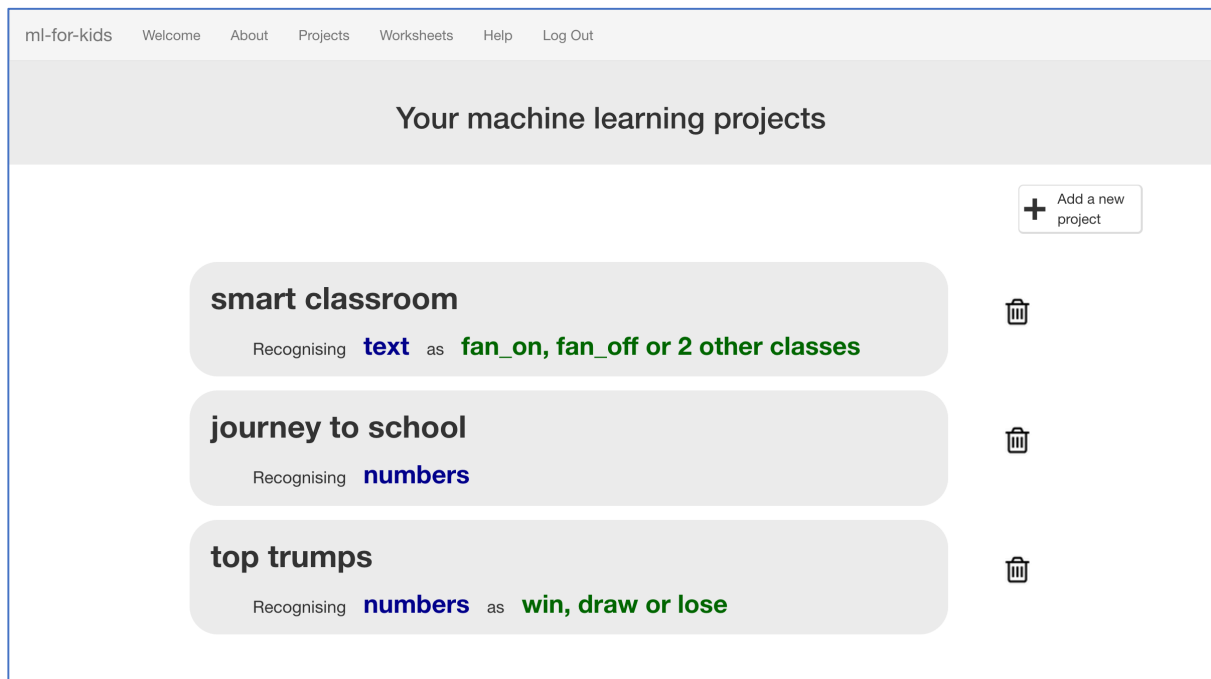 ml-for-kids Welcome About Projects Worksheets Help Log Out
Your machine learning projects
Add a new
project
smart classroom
Recognising text as fan_on, fan_off or 2 other classes
journey to school
Recognising numbers
top trumps
Recognising numbers as win, draw or lose